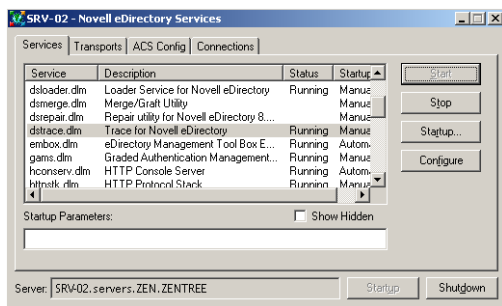 SRV-02 - Novell eDirectory Services
Services Transports ACS Config Connections
Service Description Status Startup
dsloader.dlm Loader Service for Novell eDirectory Running Manua
dsmerge.dlm Merge/Graft Utility Manua
dsrepair.dlm Repair utility for Novell eDirectory 8.... Manua
dstrace.dlm Trace for Novell eDirectory Running Manua
embox.dlm eDirectory Management Tool Box E... Running Autom
gams.dlm Graded Authentication Management... Running Autom
hconserv.dlm HTTP Console Server Running Autom
httpstk.dlm HTTP Protocol Stack Running Manua
Start
Stop
Startup...
Configure
Startup Parameters: Show Hidden
Server: SRV-02.servers.ZEN.ZENTREE Startup Shutdown